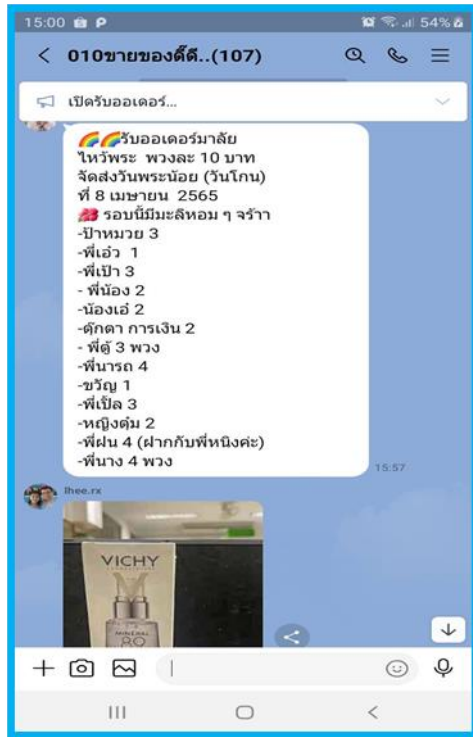 15:00 P 54%
010ขายของดี๊ดี..(107)
เปิดรับออเดอร์...
🌈🌈รับออเดอร์มาลัย
ไหว้พระ พวงละ 10 บาท
จัดส่งวันพระน้อย (วันโกน)
ที่ 8 เมษายน 2565
🌺 รอบนี้มีมะลิหอม ๆ จร้าา
-ป้าหมวย 3
-พี่เอ๋ว 1
-พี่เป้า 3
- พี่น้อง 2
-น้องเอ๋ 2
-ตุ๊กตา การเงิน 2
- พี่ตู้ 3 พวง
-พี่นารถ 4
-ขวัญ 1
-พี่เปิ้ล 3
-หญิงตุ่ม 2
-พี่ฝน 4 (ฝากกับพี่หนิงค่ะ)
-พี่นาง 4 พวง
15:57
lhee.rx
VICHY
MINERAL
89